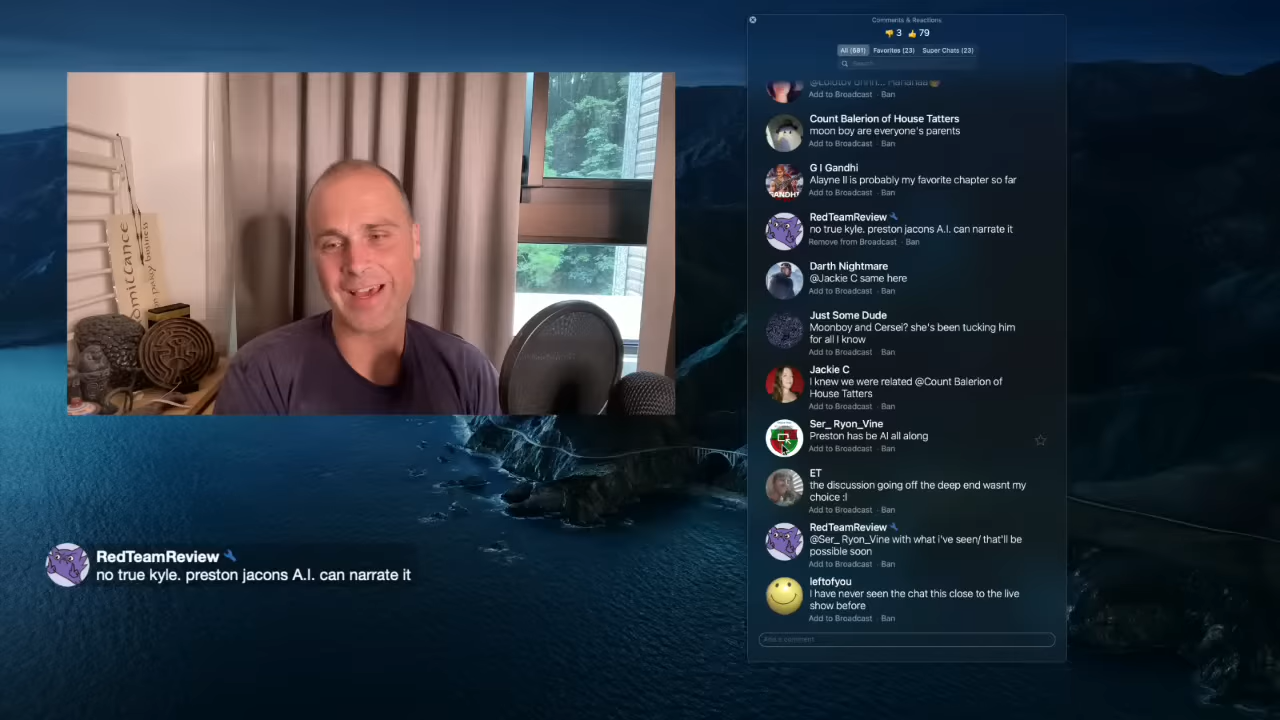 Comments & Reactions
3 79
All (681) Favorites (23) Super Chats (23)
Search
Add to Broadcast · Ban
Count Balerion of House Tatters
moon boy are everyone's parents
Add to Broadcast · Ban
G I Gandhi
Alayne II is probably my favorite chapter so far
Add to Broadcast · Ban
GANDHI
RedTeamReview
no true kyle. preston jacons A.I. can narrate it
Remove from Broadcast · Ban
Darth Nightmare
@Jackie C same here
Add to Broadcast · Ban
Just Some Dude
Moonboy and Cersei? she's been tucking him
for all I know
Add to Broadcast · Ban
Jackie C
I knew we were related @Count Balerion of
House Tatters
Add to Broadcast · Ban
Ser_ Ryon_Vine
Preston has be AI all along
Add to Broadcast · Ban
ET
the discussion going off the deep end wasnt my
choice :l
Add to Broadcast · Ban
RedTeamReview
@Ser_ Ryon_Vine with what i've seen/ that'll be
possible soon
Add to Broadcast · Ban
leftofyou
I have never seen the chat this close to the live
show before
Add to Broadcast · Ban
Add a comment
RedTeamReview
no true kyle. preston jacons A.I. can narrate it